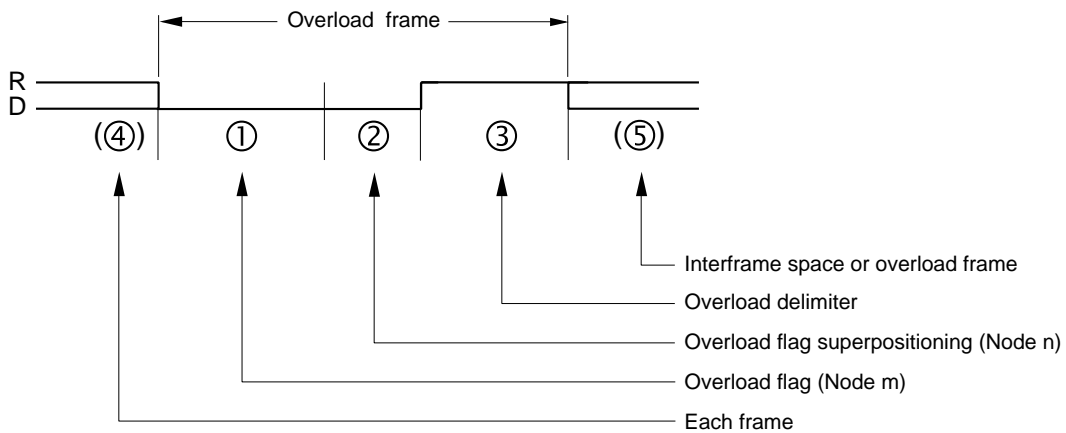 Overload frame
R
D
(④) ① ② ③ (⑤)
Interframe space or overload frame
Overload delimiter
Overload flag superpositioning (Node n)
Overload flag (Node m)
Each frame